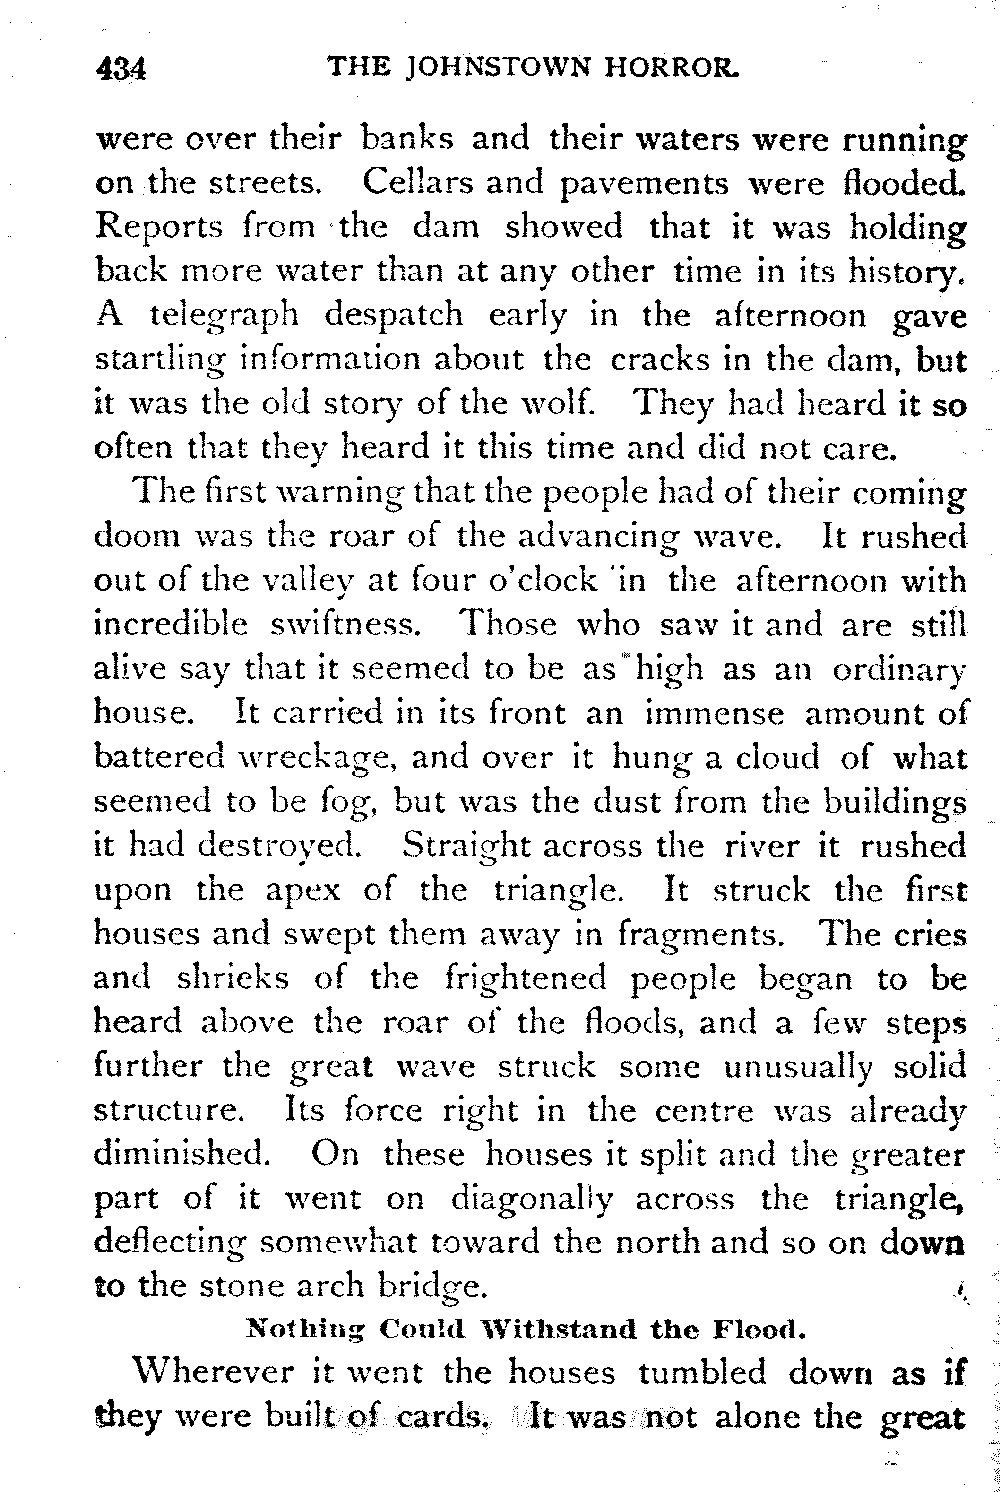 434 THE JOHNSTOWN HORROR.
were over their banks and their waters were running
on the streets. Cellars and pavements were flooded.
Reports from the dam showed that it was holding
back more water than at any other time in its history.
A telegraph despatch early in the afternoon gave
startling information about the cracks in the dam, but
it was the old story of the wolf. They had heard it so
often that they heard it this time and did not care.
The first warning that the people had of their coming
doom was the roar of the advancing wave. It rushed
out of the valley at four o'clock in the afternoon with
incredible swiftness. Those who saw it and are still
alive say that it seemed to be as high as an ordinary
house. It carried in its front an immense amount of
battered wreckage, and over it hung a cloud of what
seemed to be fog, but was the dust from the buildings
it had destroyed. Straight across the river it rushed
upon the apex of the triangle. It struck the first
houses and swept them away in fragments. The cries
and shrieks of the frightened people began to be
heard above the roar of the floods, and a few steps
further the great wave struck some unusually solid
structure. Its force right in the centre was already
diminished. On these houses it split and the greater
part of it went on diagonally across the triangle,
deflecting somewhat toward the north and so on down
to the stone arch bridge.
Nothing Could Withstand the Flood.
Wherever it went the houses tumbled down as if
they were built of cards. It was not alone the great